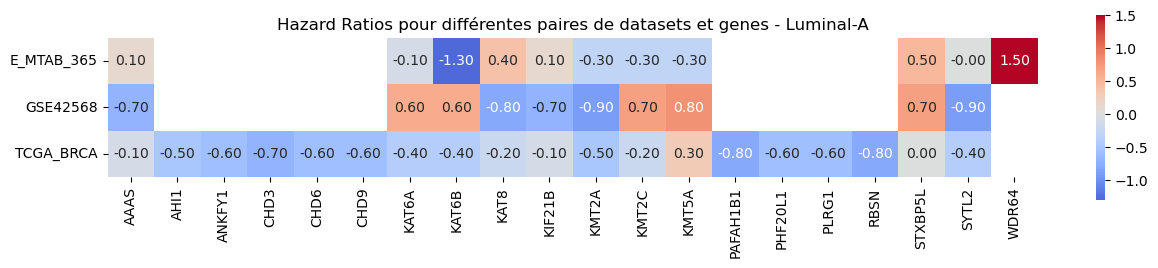 Hazard Ratios pour différentes paires de datasets et genes - Luminal-A
E_MTAB_365 0.10 -0.10 -1.30 0.40 0.10 -0.30 -0.30 -0.30 0.50 -0.00 1.50
GSE42568 -0.70 0.60 0.60 -0.80 -0.70 -0.90 0.70 0.80 0.70 -0.90
TCGA_BRCA -0.10 -0.50 -0.60 -0.70 -0.60 -0.60 -0.40 -0.40 -0.20 -0.10 -0.50 -0.20 0.30 -0.80 -0.60 -0.60 -0.80 0.00 -0.40
AAAS
AHI1
ANKFY1
CHD3
CHD6
CHD9
KAT6A
KAT6B
KAT8
KIF21B
KMT2A
KMT2C
KMT5A
PAFAH1B1
PHF20L1
PLRG1
RBSN
STXBP5L
SYTL2
WDR64
1.5
1.0
0.5
0.0
-0.5
-1.0